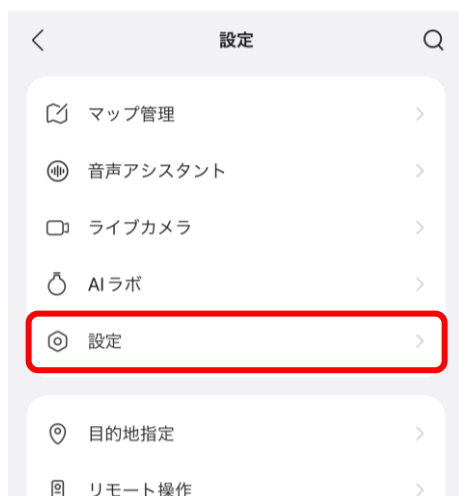 設定
マップ管理
音声アシスタント
ライブカメラ
AIラボ
設定
目的地指定
リモート操作